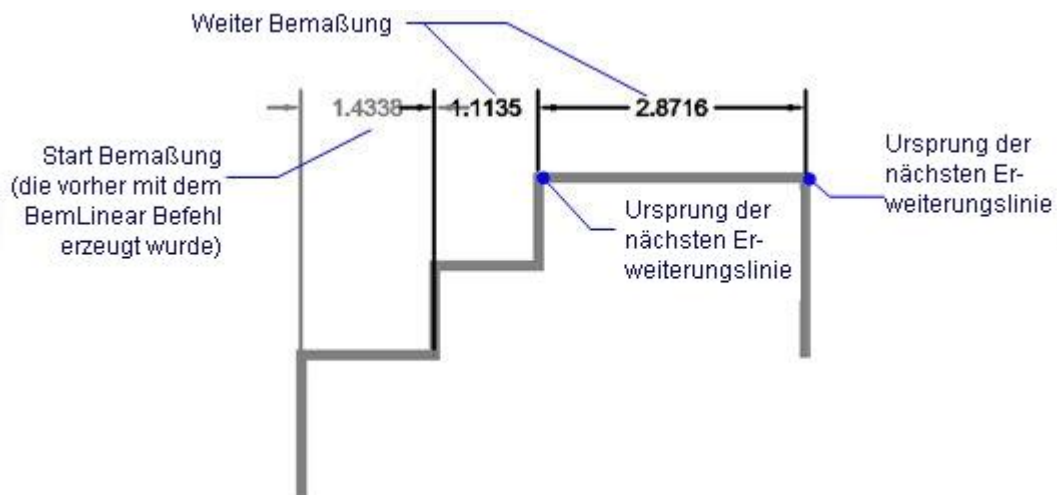 Weiter Bemaßung
1.4338
1.1135
2.8716
Start Bemaßung
(die vorher mit dem
BemLinear Befehl
erzeugt wurde)
Ursprung der
nächsten Er-
weiterungslinie
Ursprung der
nächsten Er-
weiterungslinie